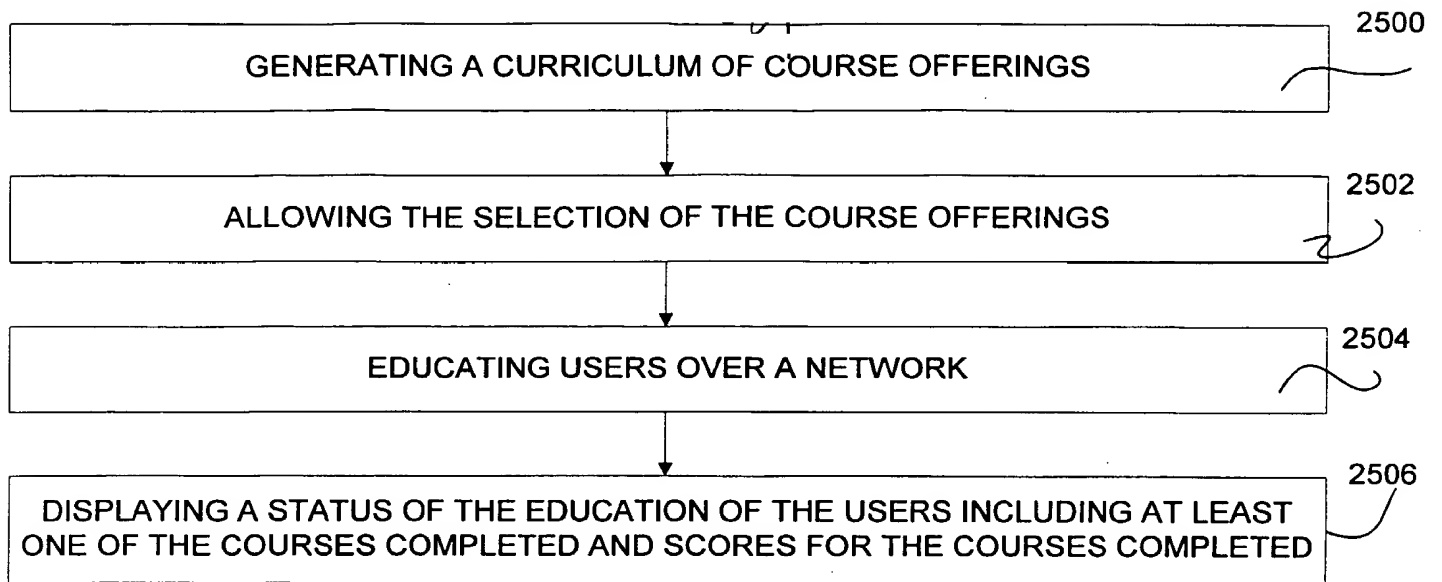 2500
GENERATING A CURRICULUM OF COURSE OFFERINGS
2502
ALLOWING THE SELECTION OF THE COURSE OFFERINGS
2504
EDUCATING USERS OVER A NETWORK
2506
DISPLAYING A STATUS OF THE EDUCATION OF THE USERS INCLUDING AT LEAST
ONE OF THE COURSES COMPLETED AND SCORES FOR THE COURSES COMPLETED